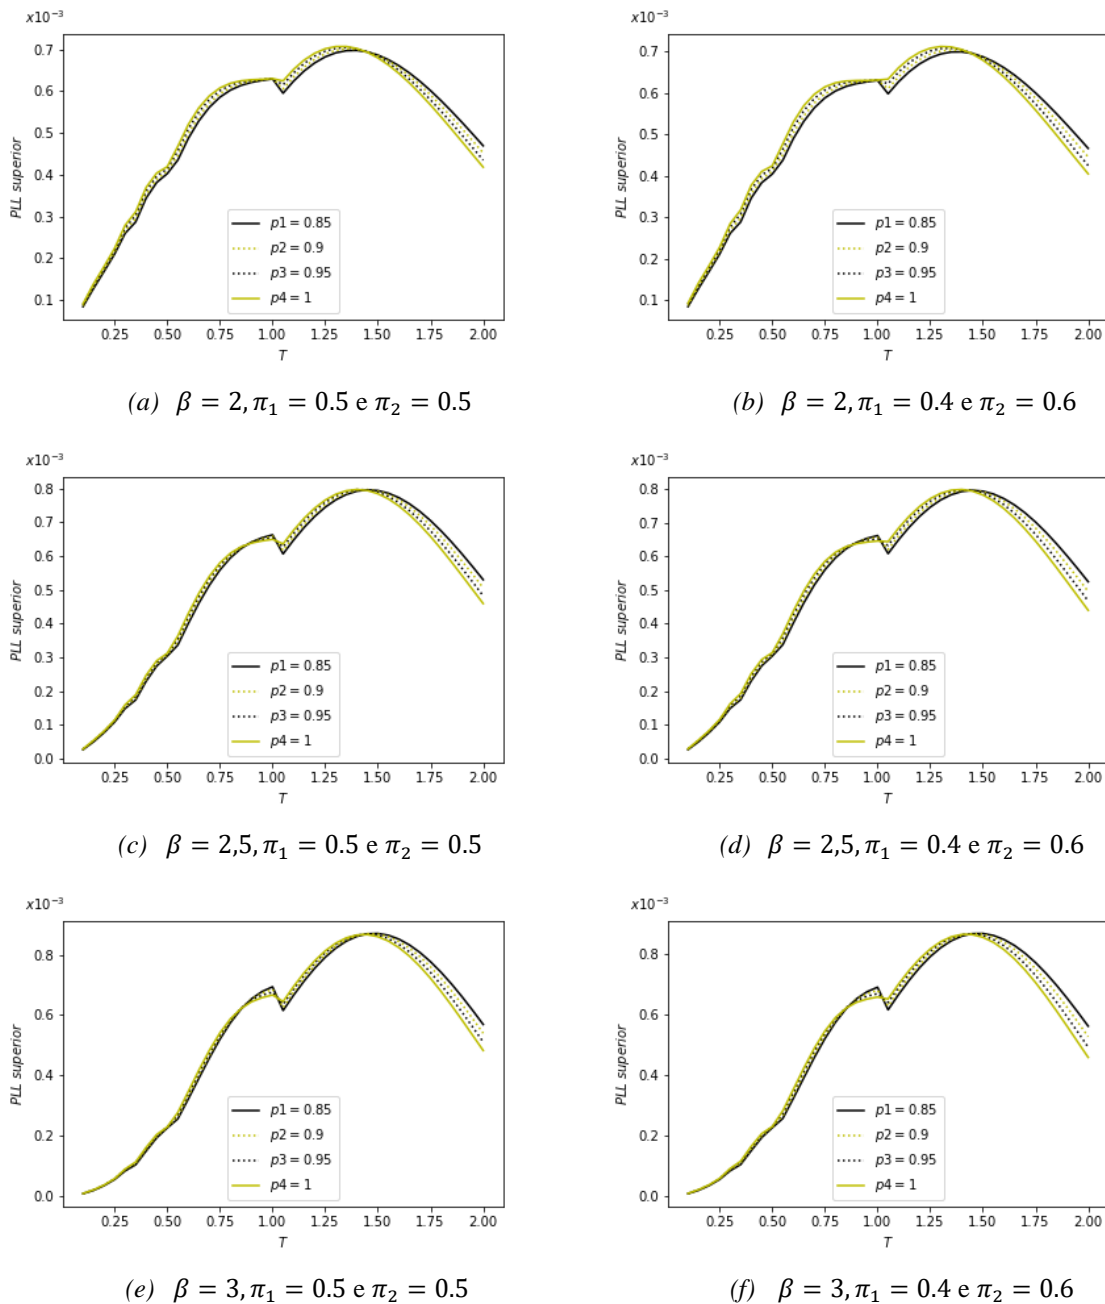 x10⁻³
0.7
0.6
0.5
0.4
0.3
0.2
0.1
PLL superior
p1 = 0.85
p2 = 0.9
p3 = 0.95
p4 = 1
0.25 0.50 0.75 1.00 1.25 1.50 1.75 2.00
T
(a) β = 2, π₁ = 0.5 e π₂ = 0.5
x10⁻³
0.7
0.6
0.5
0.4
0.3
0.2
0.1
PLL superior
p1 = 0.85
p2 = 0.9
p3 = 0.95
p4 = 1
0.25 0.50 0.75 1.00 1.25 1.50 1.75 2.00
T
(b) β = 2, π₁ = 0.4 e π₂ = 0.6
x10⁻³
0.8
0.7
0.6
0.5
0.4
0.3
0.2
0.1
0.0
PLL superior
p1 = 0.85
p2 = 0.9
p3 = 0.95
p4 = 1
0.25 0.50 0.75 1.00 1.25 1.50 1.75 2.00
T
(c) β = 2,5, π₁ = 0.5 e π₂ = 0.5
x10⁻³
0.8
0.7
0.6
0.5
0.4
0.3
0.2
0.1
0.0
PLL superior
p1 = 0.85
p2 = 0.9
p3 = 0.95
p4 = 1
0.25 0.50 0.75 1.00 1.25 1.50 1.75 2.00
T
(d) β = 2,5, π₁ = 0.4 e π₂ = 0.6
x10⁻³
0.8
0.6
0.4
0.2
0.0
PLL superior
p1 = 0.85
p2 = 0.9
p3 = 0.95
p4 = 1
0.25 0.50 0.75 1.00 1.25 1.50 1.75 2.00
T
(e) β = 3, π₁ = 0.5 e π₂ = 0.5
x10⁻³
0.8
0.6
0.4
0.2
0.0
PLL superior
p1 = 0.85
p2 = 0.9
p3 = 0.95
p4 = 1
0.25 0.50 0.75 1.00 1.25 1.50 1.75 2.00
T
(f) β = 3, π₁ = 0.4 e π₂ = 0.6